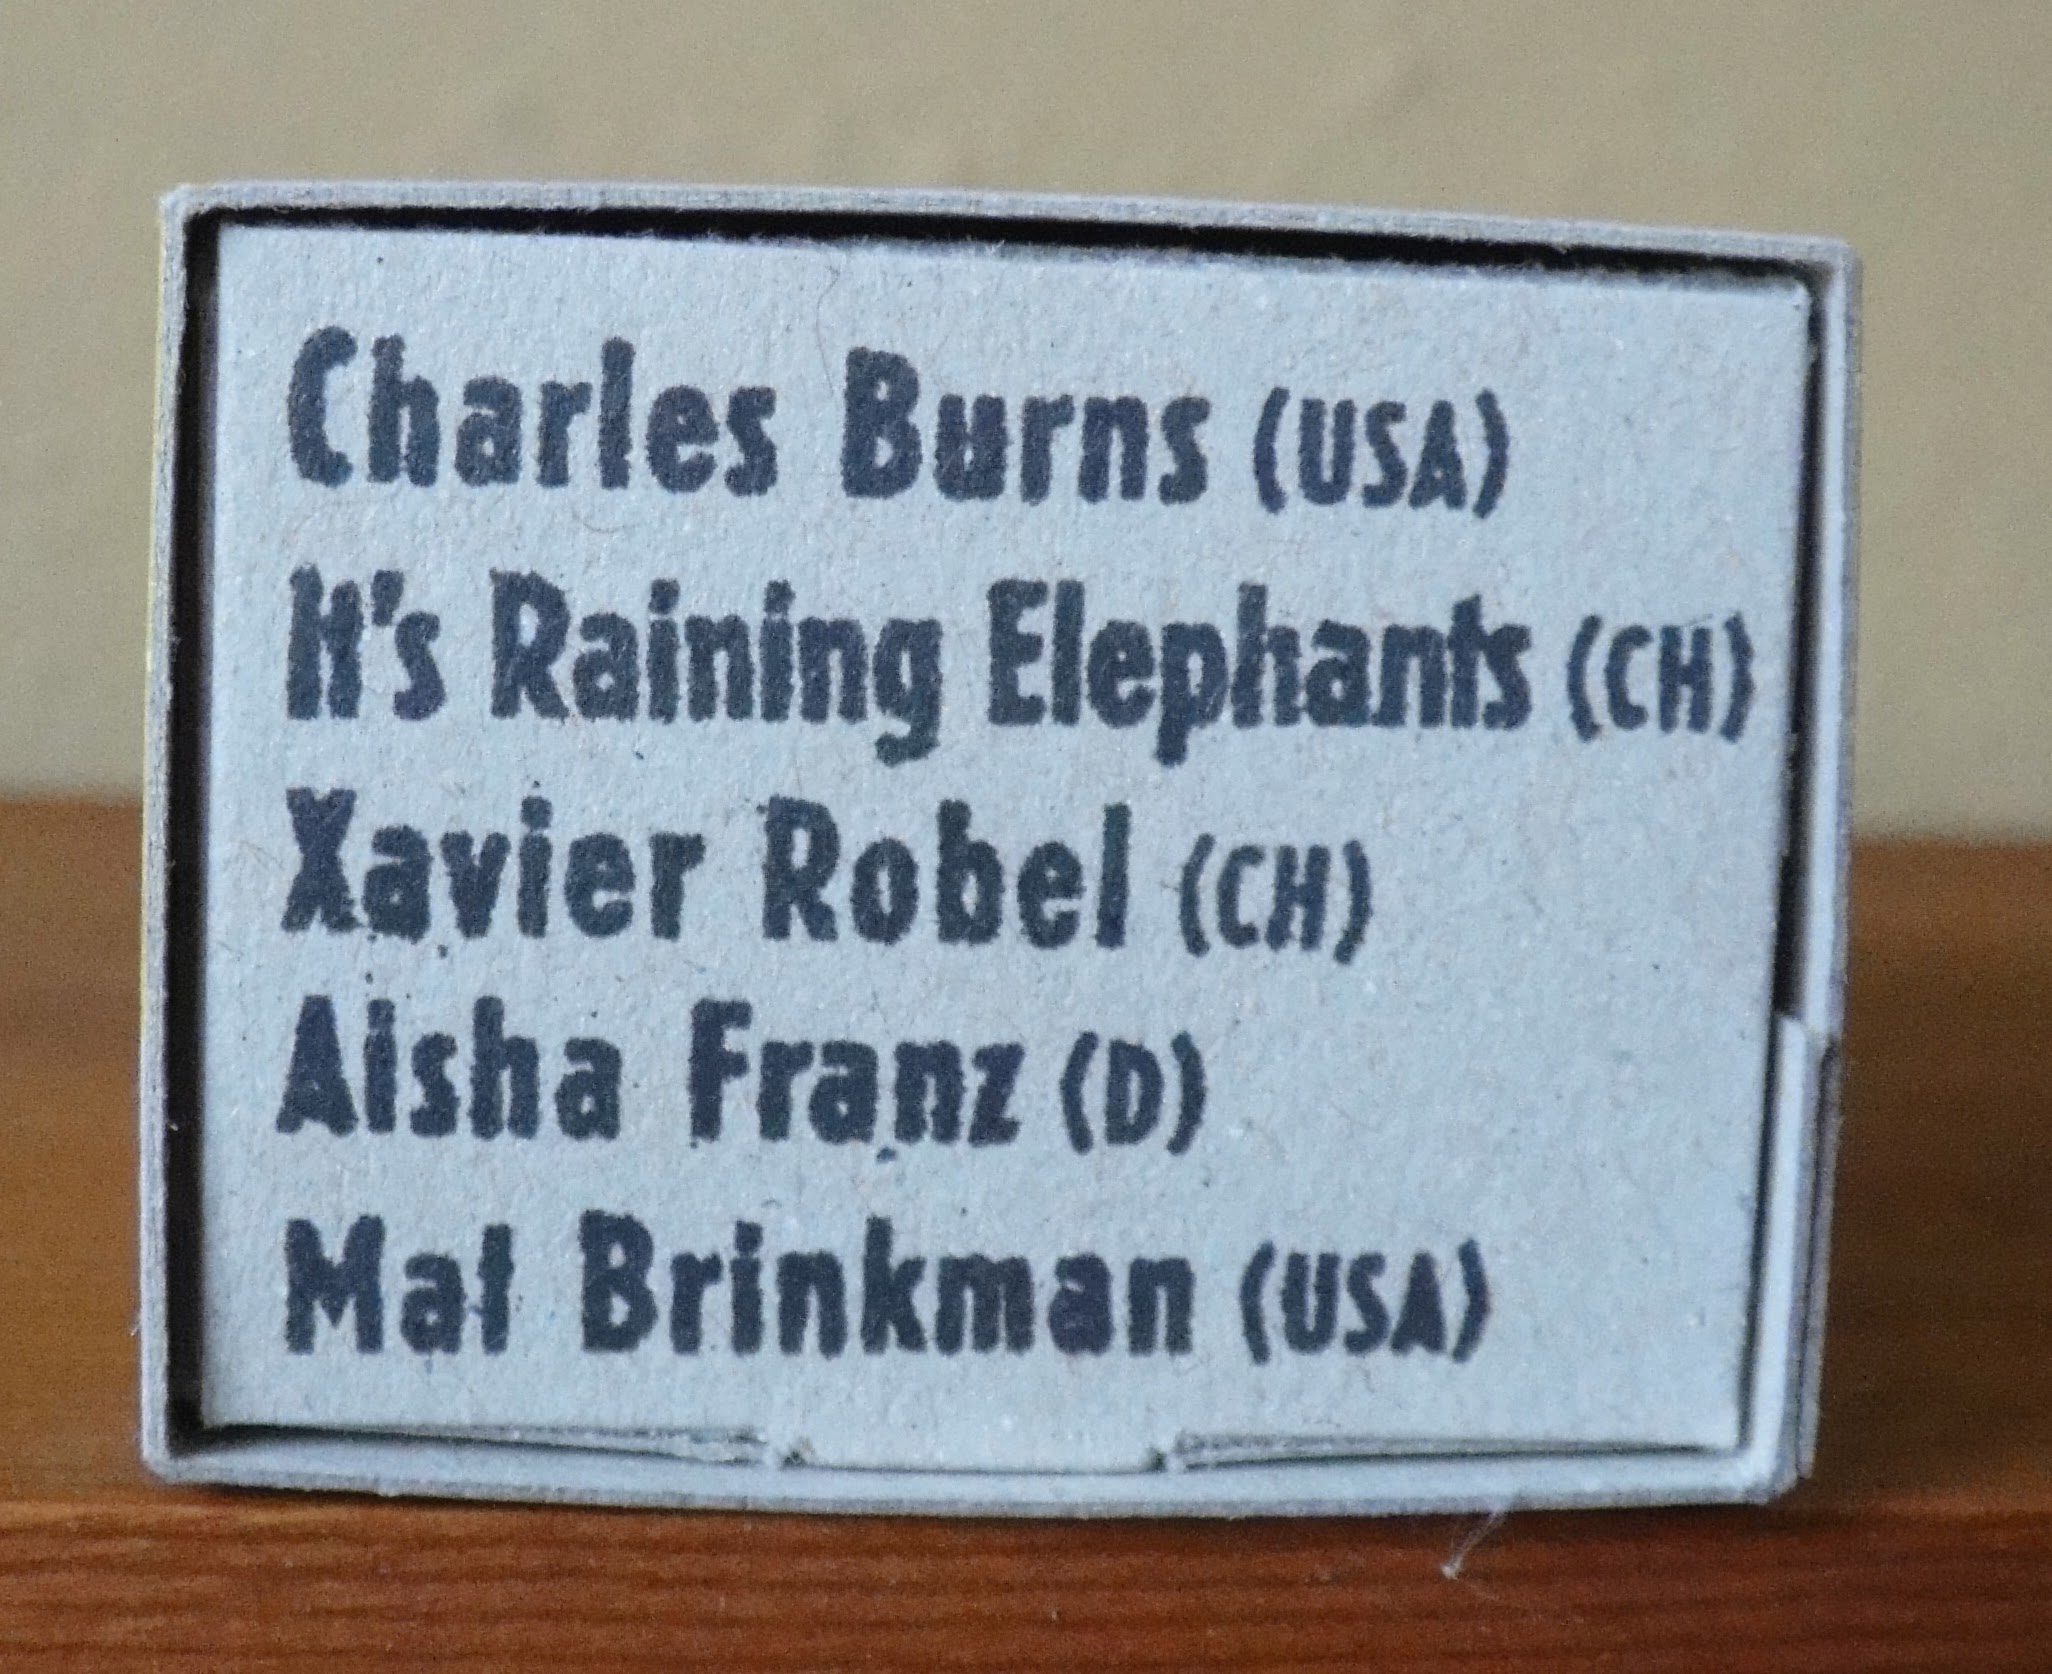 Charles Burns (USA)
It's Raining Elephants (CH)
Xavier Robel (CH)
Aisha Franz (D)
Mat Brinkman (USA)